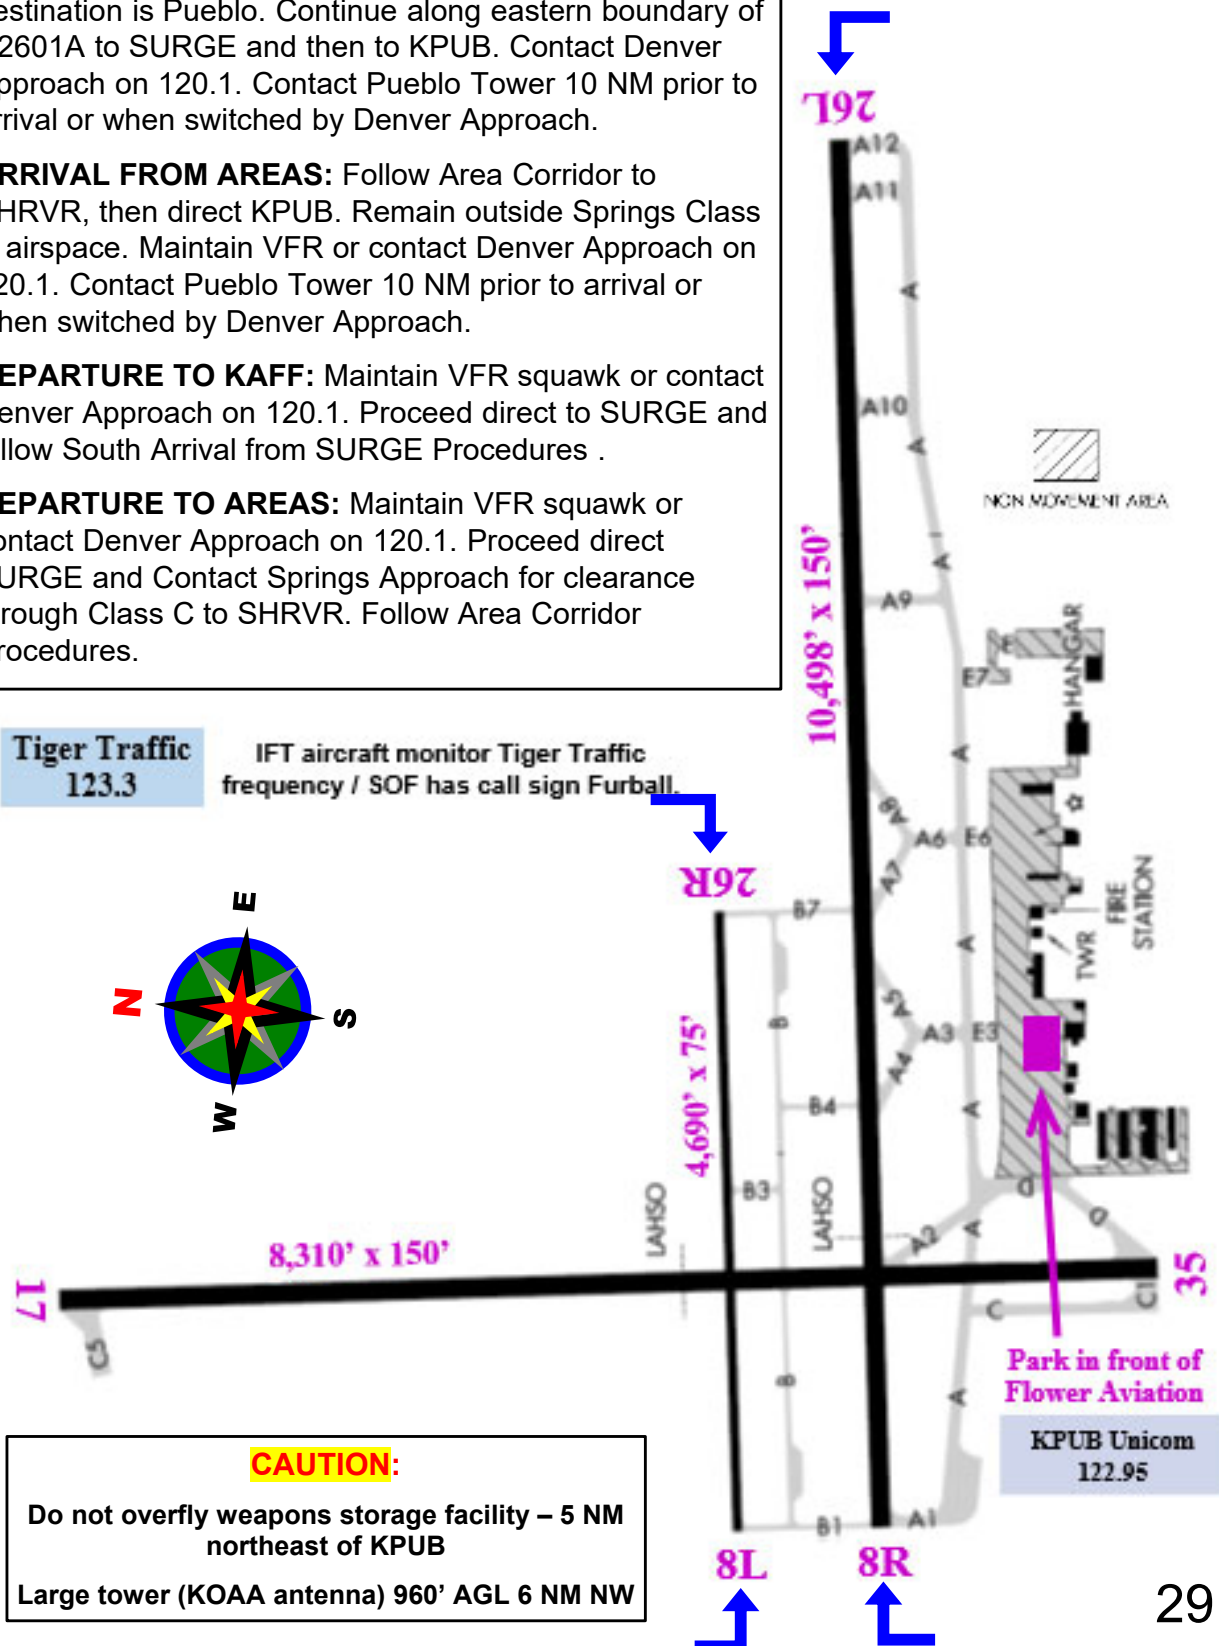 estination is Pueblo. Continue along eastern boundary of
2601A to SURGE and then to KPUB. Contact Denver
pproach on 120.1. Contact Pueblo Tower 10 NM prior to
rrival or when switched by Denver Approach.
RRIVAL FROM AREAS: Follow Area Corridor to
HRVR, then direct KPUB. Remain outside Springs Class
airspace. Maintain VFR or contact Denver Approach on
20.1. Contact Pueblo Tower 10 NM prior to arrival or
hen switched by Denver Approach.
EPARTURE TO KAFF: Maintain VFR squawk or contact
enver Approach on 120.1. Proceed direct to SURGE and
llow South Arrival from SURGE Procedures .
EPARTURE TO AREAS: Maintain VFR squawk or
ontact Denver Approach on 120.1. Proceed direct
URGE and Contact Springs Approach for clearance
rough Class C to SHRVR. Follow Area Corridor
rocedures.
26L
A12
A11
A
A10
A
NON MOVEMENT AREA
10,498' x 150'
A
A9
E
E7
HANGAR
Tiger Traffic
123.3
IFT aircraft monitor Tiger Traffic
frequency / SOF has call sign Furball.
A
A8
A6
E6
A7
26R
B7
FIRE
STATION
TWR
A
E
N
S
W
4,690' x 75'
B
A5
A3
E3
A4
B4
A
B3
LAHSO
LAHSO
D
D
A2
A
8,310' x 150'
17
35
C5
C
C1
B
A
Park in front of
Flower Aviation
KPUB Unicom
122.95
CAUTION:
Do not overfly weapons storage facility – 5 NM
northeast of KPUB
Large tower (KOAA antenna) 960' AGL 6 NM NW
B1
A1
8L
8R
29